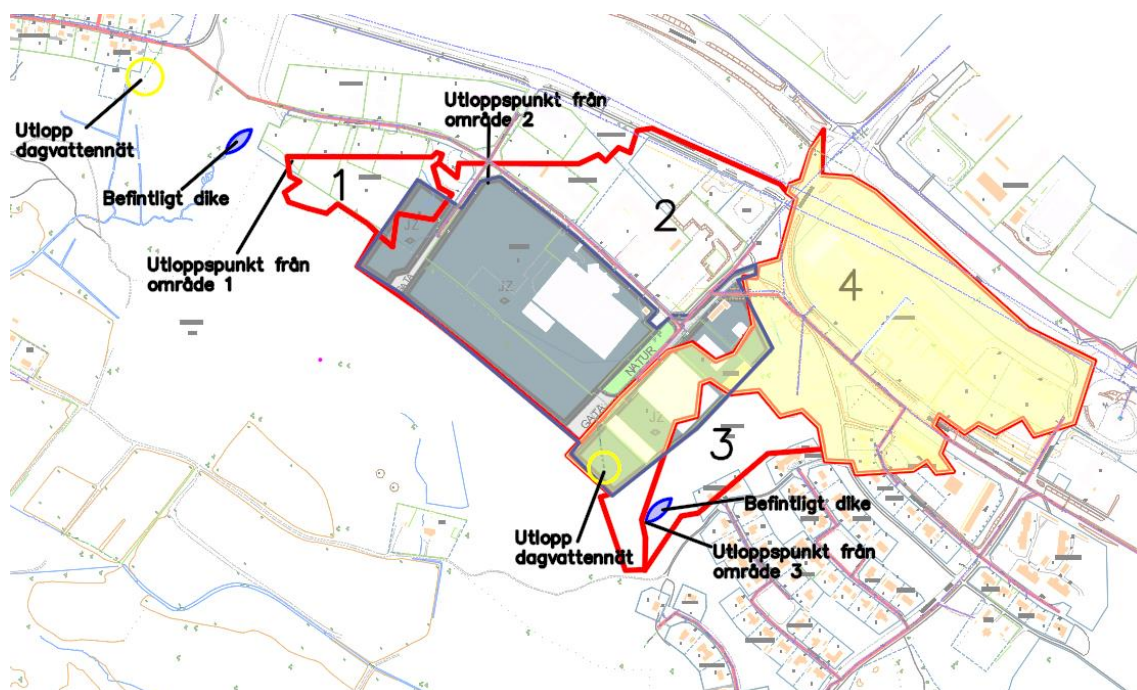 Utlopp
dagvattennät
Befintligt dike
Utloppspunkt från
område 1
1
Utloppspunkt från
område 2
2
4
JZ
JZ
NATUR
GATA
JZ
3
Utlopp
dagvattennät
Befintligt dike
Utloppspunkt från
område 3